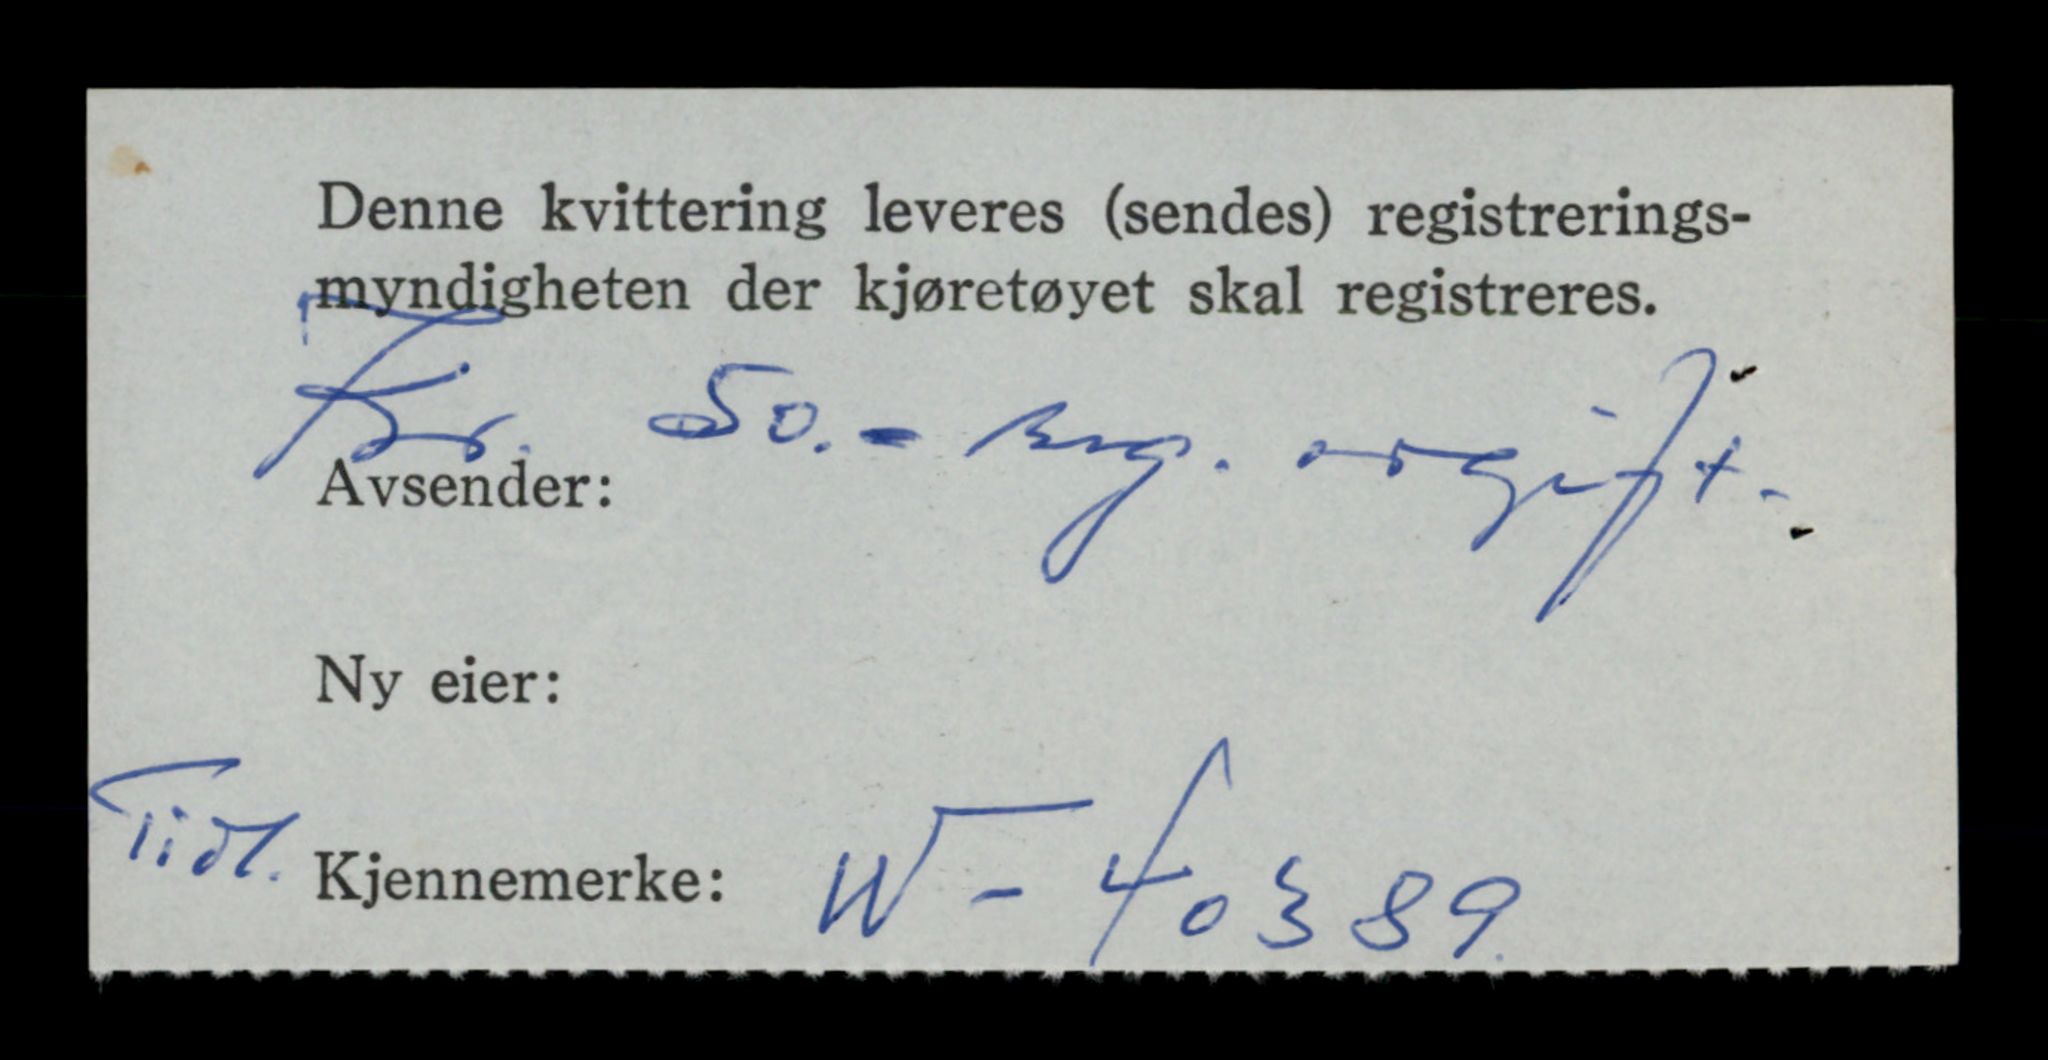 Denne kvittering leveres (sendes) registrerings-
myndigheten der kjøretøyet skal registreres.
Kr. 50.- reg. avgift.
Avsender:
Ny eier:
Tidl. Kjennemerke: W-40389.